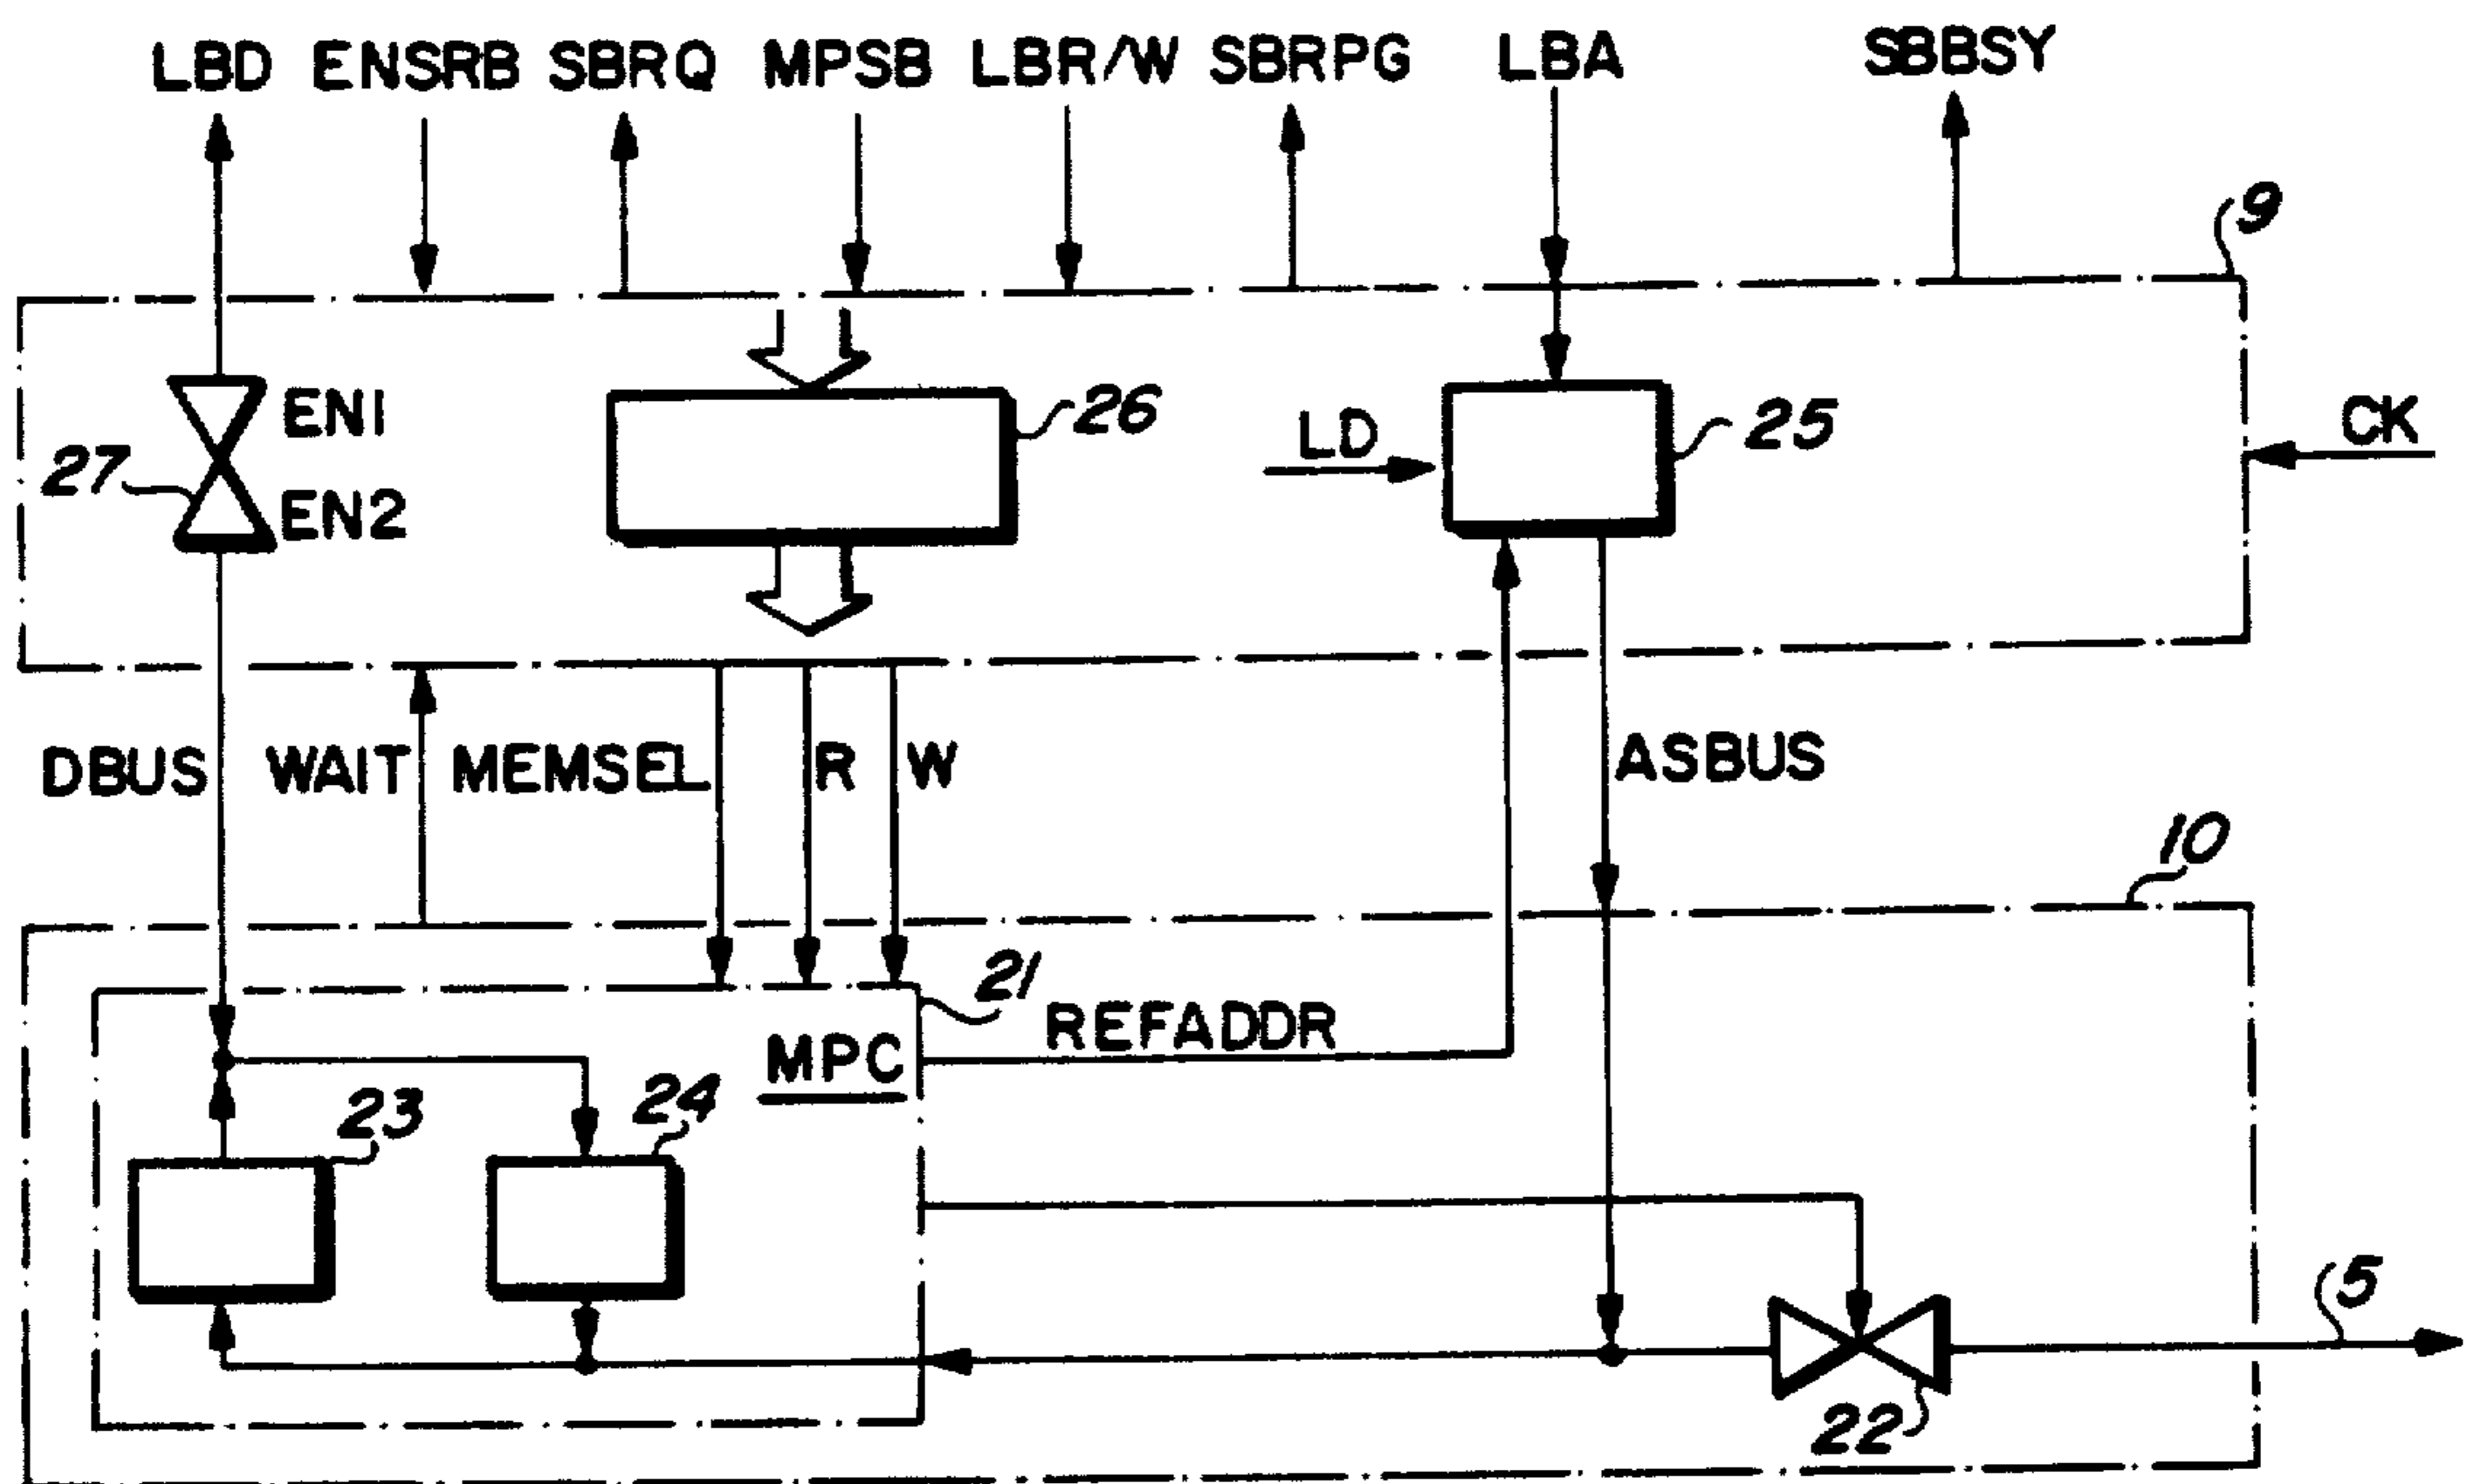 LBD ENSRB SBRQ MPSB LBR/W SBRPG LBA SBBSY
9
EN1
26
LD
25
CK
27
EN2
DBUS WAIT MEMSEL R W ASBUS
10
21
REFADDR
MPC
23
24
5
22